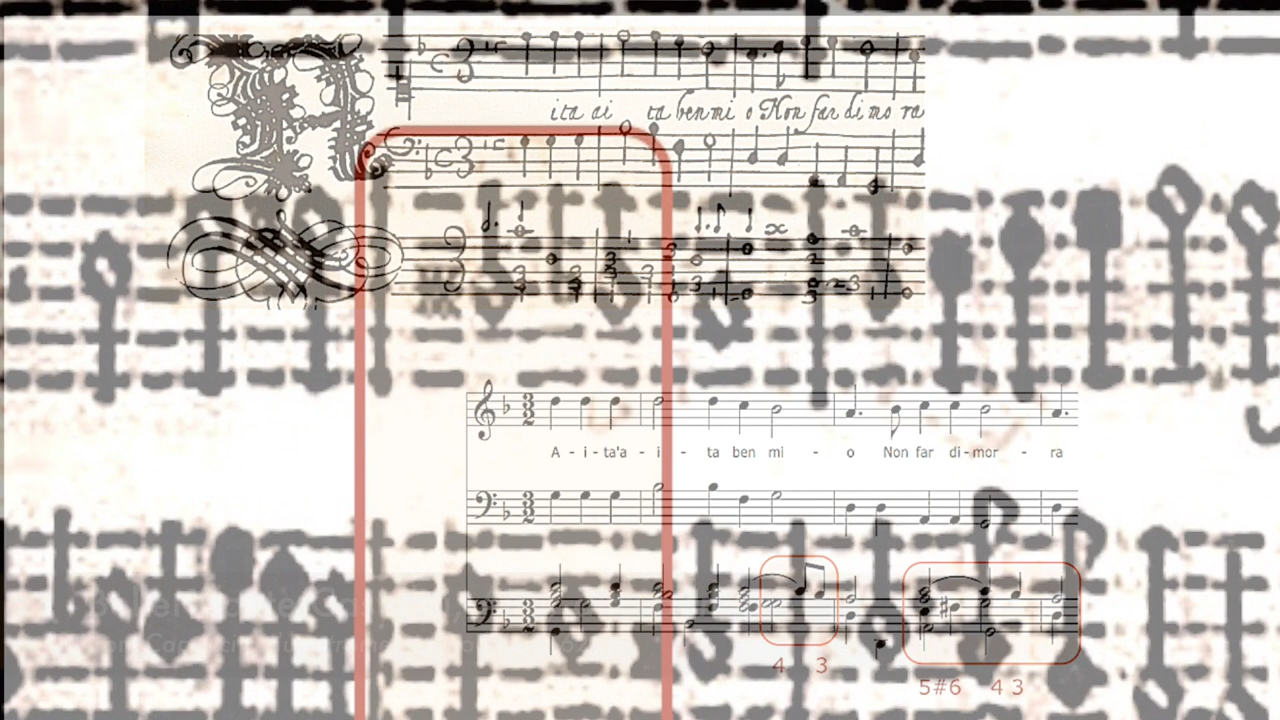 ita ai ta ben mi o Non far di mo ra
A - i - ta'a - i - ta ben mi - o Non far di - mor - ra
4 3
5#6 4 3